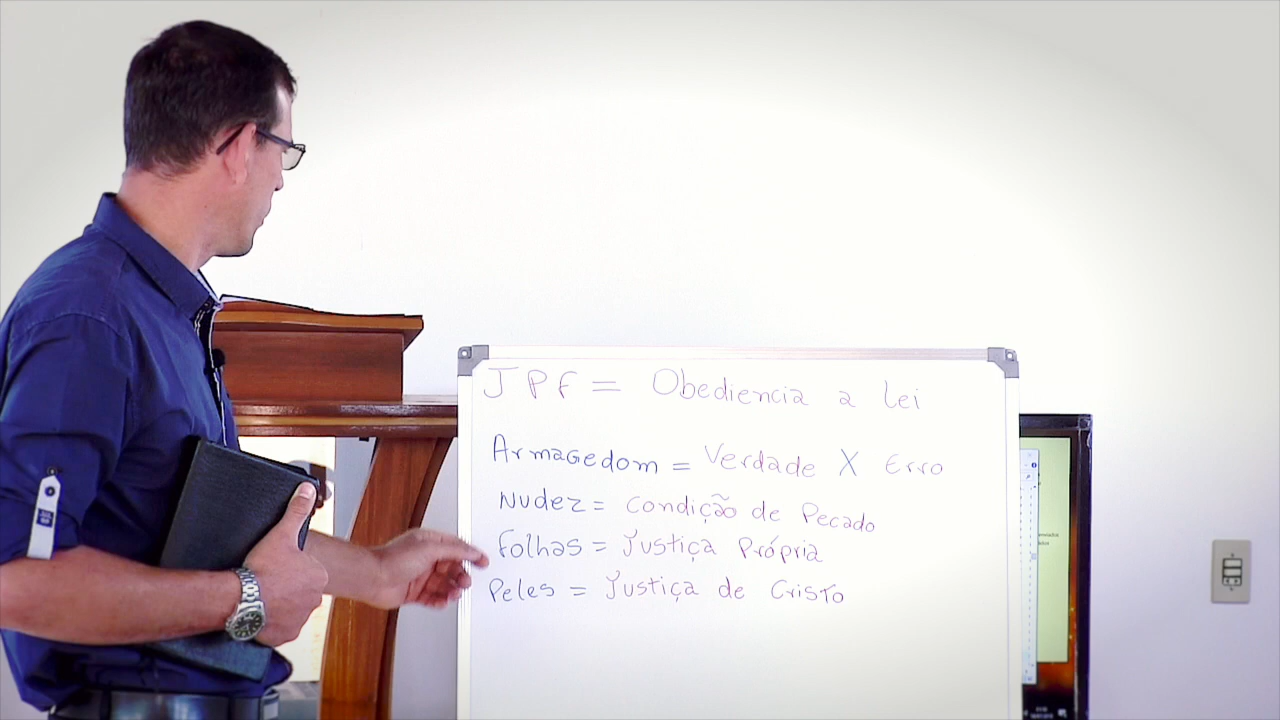 JPF = Obediencia a Lei
Armagedom = Verdade X Erro
Nudez = Condição de Pecado
Folhas = Justiça Própria
Peles = Justiça de Cristo